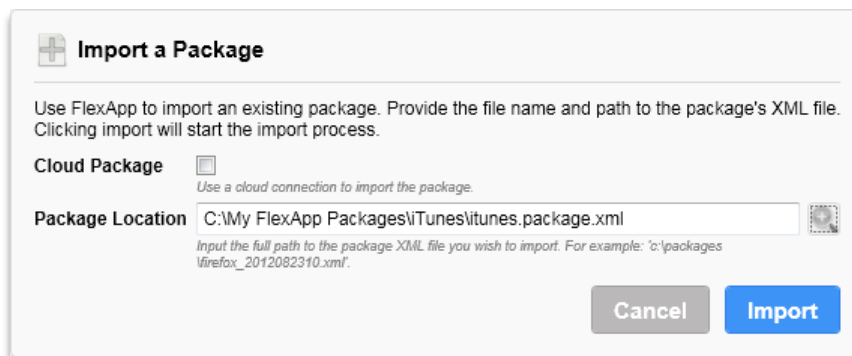 Import a Package
Use FlexApp to import an existing package. Provide the file name and path to the package's XML file.
Clicking import will start the import process.
Cloud Package
Use a cloud connection to import the package.
Package Location C:\My FlexApp Packages\iTunes\itunes.package.xml
Input the full path to the package XML file you wish to import. For example: 'c:\packages
\firefox_2012082310.xml'.
Cancel Import